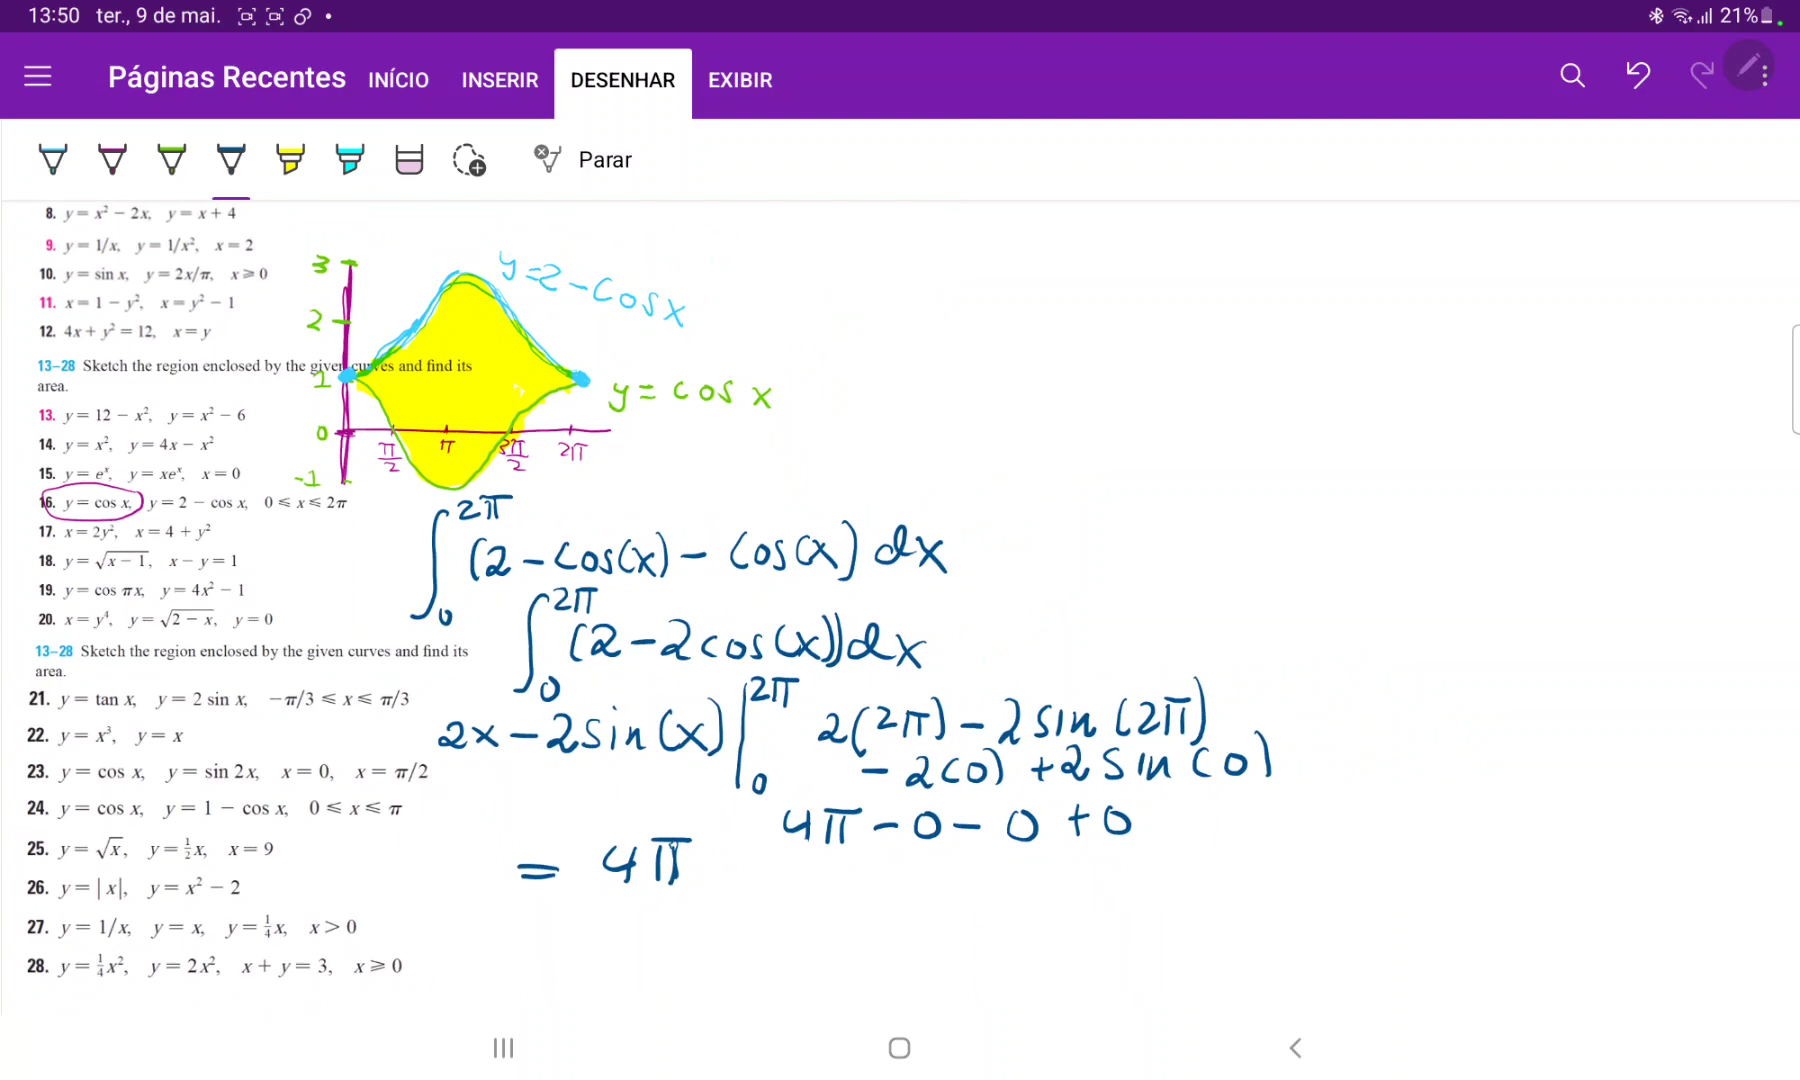 13:50 ter., 9 de mai.
21%
Páginas Recentes INÍCIO INSERIR DESENHAR EXIBIR
Parar
8. y = x² − 2x, y = x + 4
9. y = 1/x, y = 1/x², x = 2
10. y = sin x, y = 2x/π, x ⩾ 0
11. x = 1 − y², x = y² − 1
12. 4x + y² = 12, x = y
13–28 Sketch the region enclosed by the given curves and find its
area.
13. y = 12 − x², y = x² − 6
14. y = x², y = 4x − x²
15. y = eˣ, y = xeˣ, x = 0
16. y = cos x, y = 2 − cos x, 0 ⩽ x ⩽ 2π
17. x = 2y², x = 4 + y²
18. y = √(x − 1), x − y = 1
19. y = cos πx, y = 4x² − 1
20. x = y⁴, y = √(2 − x), y = 0
13–28 Sketch the region enclosed by the given curves and find its
area.
21. y = tan x, y = 2 sin x, −π/3 ⩽ x ⩽ π/3
22. y = x³, y = x
23. y = cos x, y = sin 2x, x = 0, x = π/2
24. y = cos x, y = 1 − cos x, 0 ⩽ x ⩽ π
25. y = √x, y = ½x, x = 9
26. y = |x|, y = x² − 2
27. y = 1/x, y = x, y = ¼x, x > 0
28. y = ¼x², y = 2x², x + y = 3, x ⩾ 0
3
2
1
0
-1
π/2 π 3π/2 2π
y=2-cosx
y = cos x
∫₀^2π (2-cos(x) - cos(x)) dx
∫₀^2π (2-2cos(x))dx
2x-2sin(x)|₀^2π 2(2π)-2sin(2π)
-2(0)+2sin(0)
4π-0-0+0
= 4π